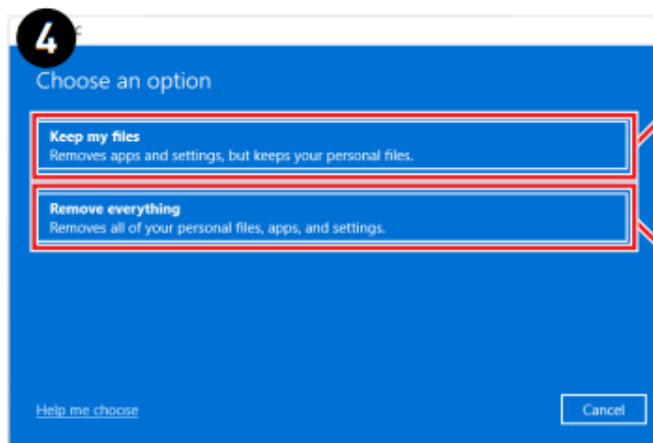 4
Choose an option
Keep my files
Removes apps and settings, but keeps your personal files.
Remove everything
Removes all of your personal files, apps, and settings.
Help me choose
Cancel